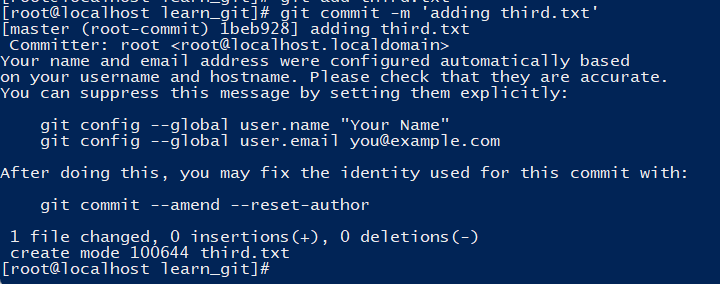 [root@localhost learn_git]# git add third.txt
[root@localhost learn_git]# git commit -m 'adding third.txt'
[master (root-commit) 1beb928] adding third.txt
 Committer: root <root@localhost.localdomain>
Your name and email address were configured automatically based
on your username and hostname. Please check that they are accurate.
You can suppress this message by setting them explicitly:

    git config --global user.name "Your Name"
    git config --global user.email you@example.com

After doing this, you may fix the identity used for this commit with:

    git commit --amend --reset-author

 1 file changed, 0 insertions(+), 0 deletions(-)
 create mode 100644 third.txt
[root@localhost learn_git]#